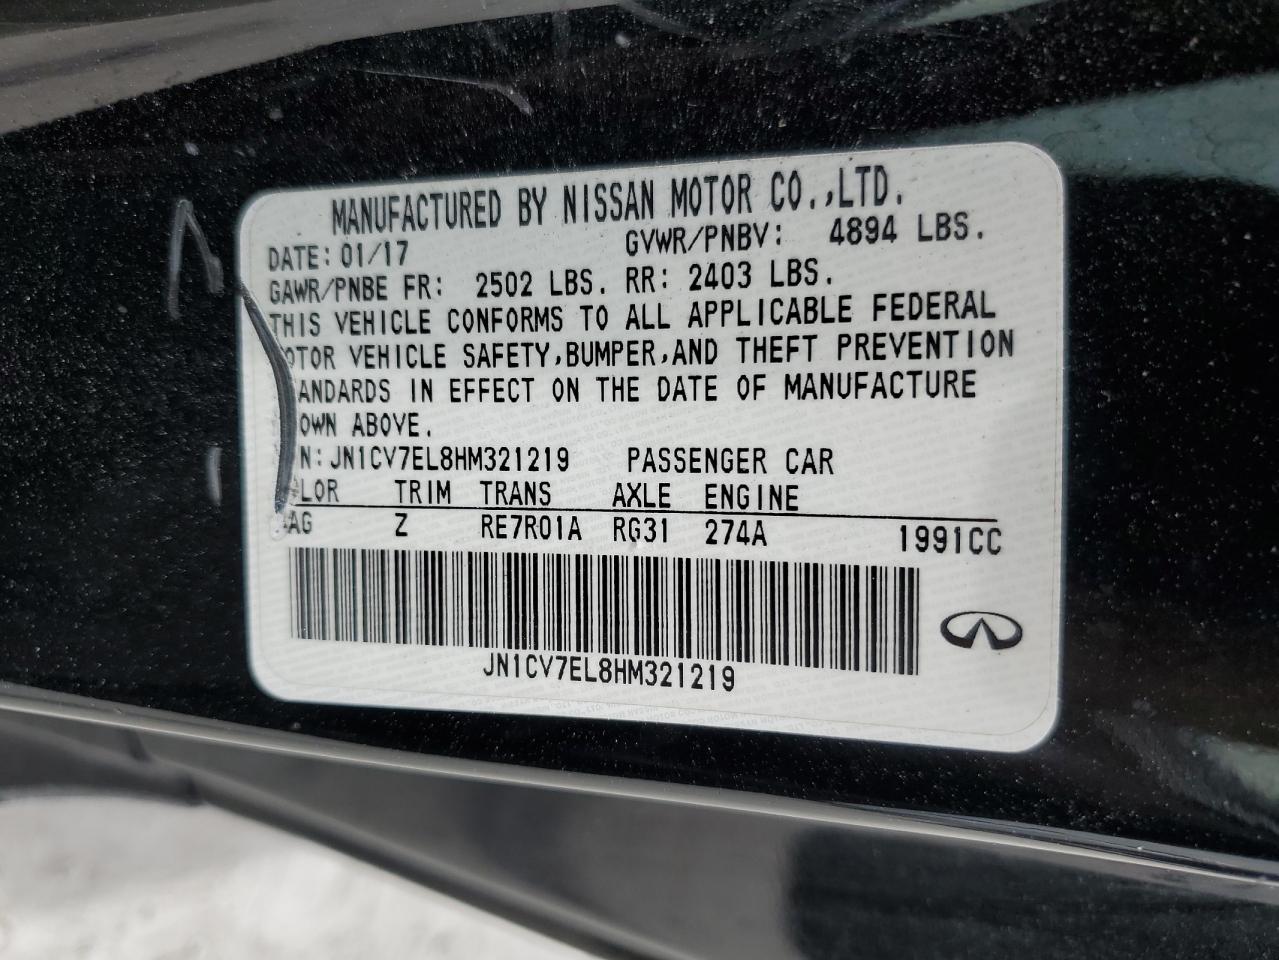 MANUFACTURED BY NISSAN MOTOR CO.,LTD.
DATE: 01/17 GVWR/PNBV: 4894 LBS.
GAWR/PNBE FR: 2502 LBS. RR: 2403 LBS.
THIS VEHICLE CONFORMS TO ALL APPLICABLE FEDERAL
OTOR VEHICLE SAFETY,BUMPER,AND THEFT PREVENTION
ANDARDS IN EFFECT ON THE DATE OF MANUFACTURE
OWN ABOVE.
N: JN1CV7EL8HM321219 PASSENGER CAR
LOR TRIM TRANS AXLE ENGINE
AG Z RE7R01A RG31 274A 1991CC
JN1CV7EL8HM321219